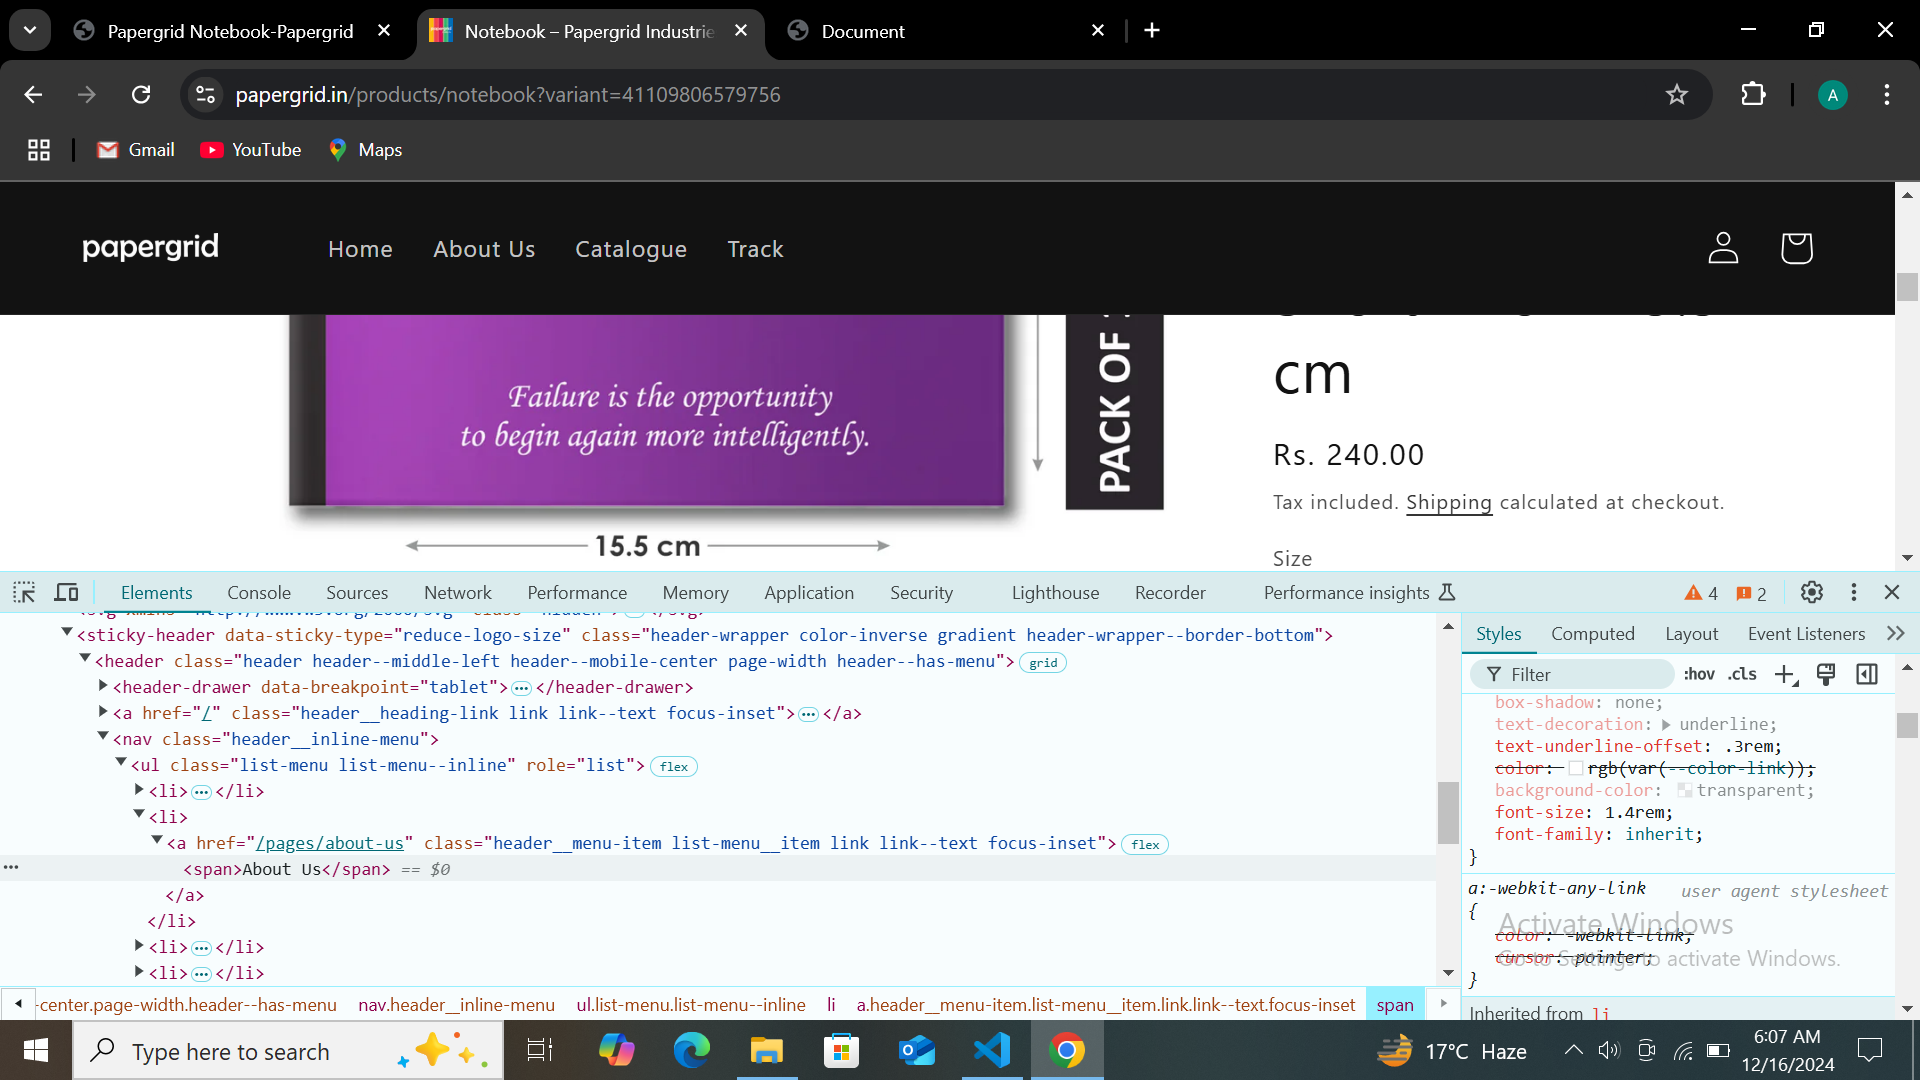 Papergrid Notebook-Papergrid
Notebook – Papergrid Industrie
Document
papergrid.in/products/notebook?variant=41109806579756
A
Gmail
YouTube
Maps
papergrid
Home
About Us
Catalogue
Track
Failure is the opportunity
to begin again more intelligently.
15.5 cm
PACK OF
cm
Rs. 240.00
Tax included. Shipping calculated at checkout.
Size
Elements
Console
Sources
Network
Performance
Memory
Application
Security
Lighthouse
Recorder
Performance insights
4
2
<sticky-header data-sticky-type="reduce-logo-size" class="header-wrapper color-inverse gradient header-wrapper--border-bottom">
<header class="header header--middle-left header--mobile-center page-width header--has-menu"> grid
<header-drawer data-breakpoint="tablet"> … </header-drawer>
<a href="/" class="header__heading-link link link--text focus-inset"> … </a>
<nav class="header__inline-menu">
<ul class="list-menu list-menu--inline" role="list"> flex
<li> … </li>
<li>
<a href="/pages/about-us" class="header__menu-item list-menu__item link link--text focus-inset"> flex
<span>About Us</span> == $0
</a>
</li>
<li> … </li>
<li> … </li>
-center.page-width.header--has-menu
nav.header__inline-menu
ul.list-menu.list-menu--inline
li
a.header__menu-item.list-menu__item.link.link--text.focus-inset
span
Styles
Computed
Layout
Event Listeners
Filter
:hov
.cls
box-shadow: none;
text-decoration: underline;
text-underline-offset: .3rem;
color: rgb(var(--color-link));
background-color: transparent;
font-size: 1.4rem;
font-family: inherit;
}
a:-webkit-any-link
user agent stylesheet
{
color: -webkit-link;
cursor: pointer;
}
Inherited from li
Activate Windows
Go to Settings to activate Windows.
Type here to search
17°C Haze
6:07 AM
12/16/2024